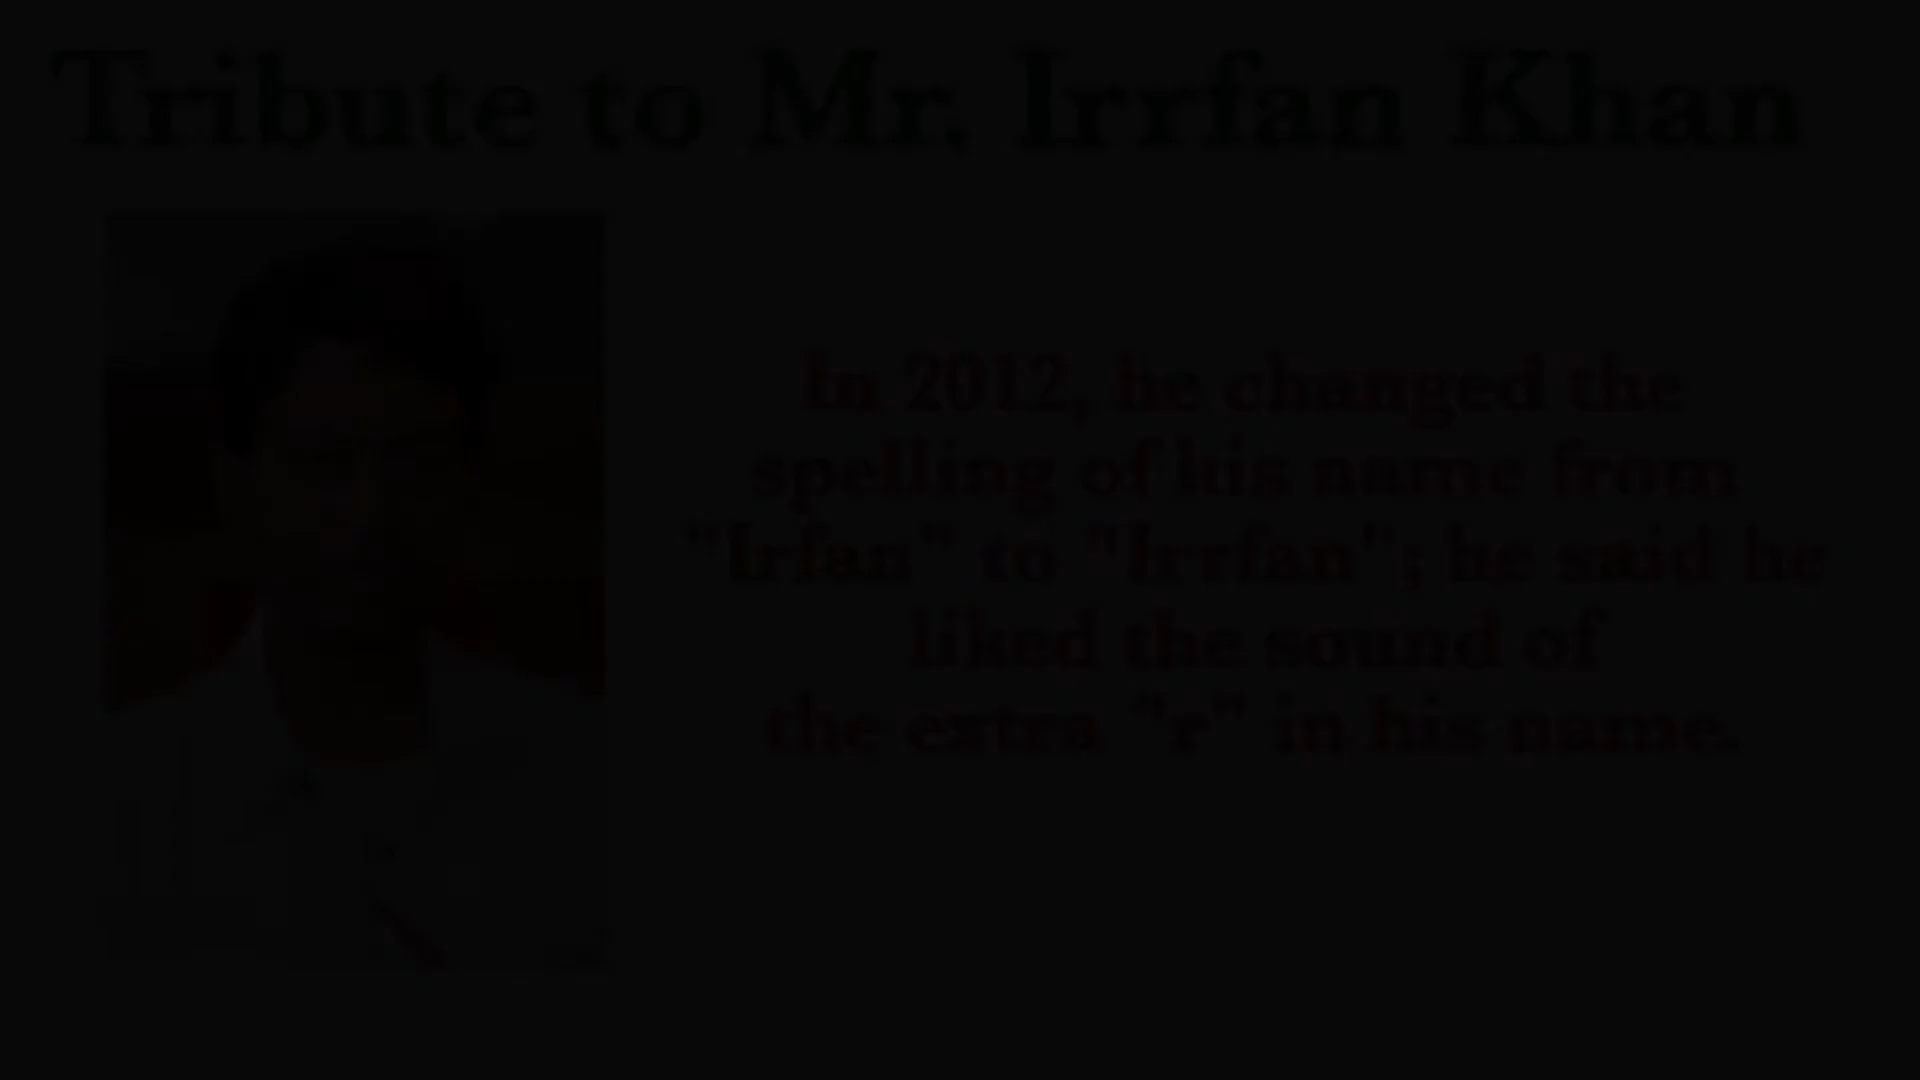 Tribute to Mr. Irrfan Khan
In 2012, he changed the
spelling of his name from
"Irfan" to "Irrfan"; he said he
liked the sound of
the extra "r" in his name.